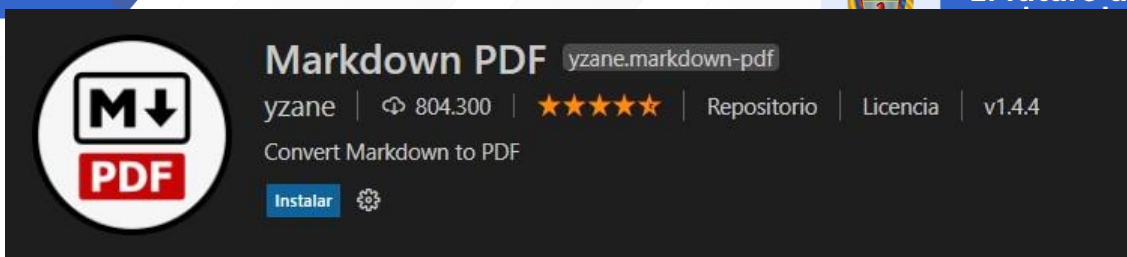 Markdown PDF yzane.markdown-pdf
yzane 804.300 Repositorio Licencia v1.4.4
Convert Markdown to PDF
Instalar
M
PDF